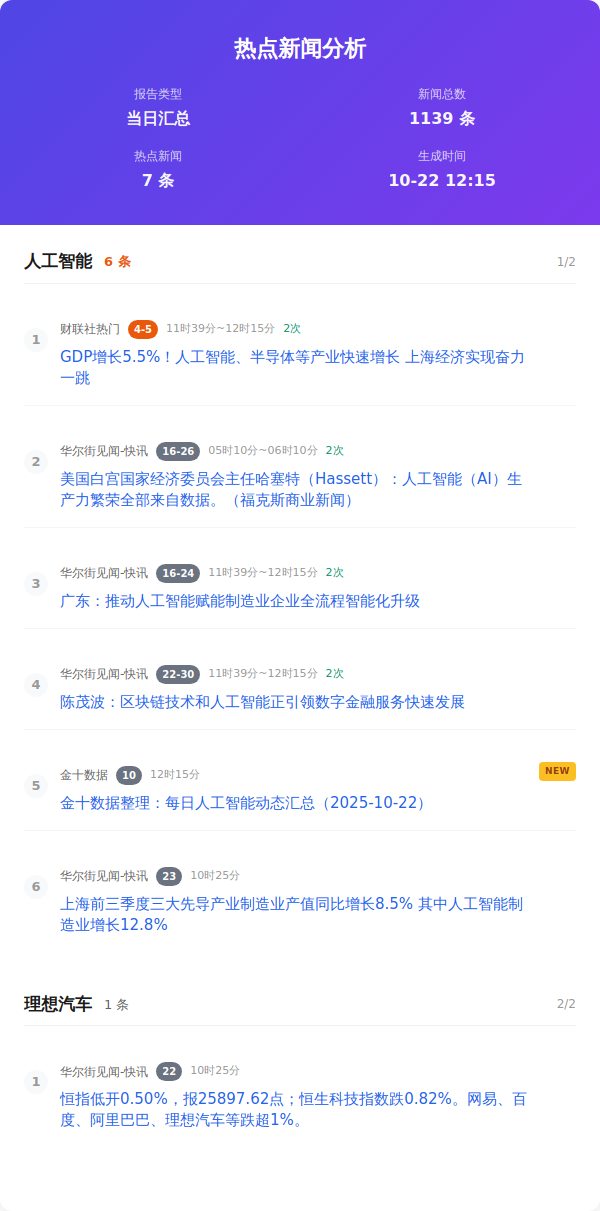 热点新闻分析
报告类型
当日汇总
新闻总数
1139 条
热点新闻
7 条
生成时间
10-22 12:15
人工智能 6 条 1/2
1
财联社热门 4-5 11时39分~12时15分 2次
GDP增长5.5%！人工智能、半导体等产业快速增长 上海经济实现奋力
一跳
2
华尔街见闻-快讯 16-26 05时10分~06时10分 2次
美国白宫国家经济委员会主任哈塞特（Hassett）：人工智能（AI）生
产力繁荣全部来自数据。（福克斯商业新闻）
3
华尔街见闻-快讯 16-24 11时39分~12时15分 2次
广东：推动人工智能赋能制造业企业全流程智能化升级
4
华尔街见闻-快讯 22-30 11时39分~12时15分 2次
陈茂波：区块链技术和人工智能正引领数字金融服务快速发展
5
金十数据 10 12时15分 NEW
金十数据整理：每日人工智能动态汇总（2025-10-22）
6
华尔街见闻-快讯 23 10时25分
上海前三季度三大先导产业制造业产值同比增长8.5% 其中人工智能制
造业增长12.8%
理想汽车 1 条 2/2
1
华尔街见闻-快讯 22 10时25分
恒指低开0.50%，报25897.62点；恒生科技指数跌0.82%。网易、百
度、阿里巴巴、理想汽车等跌超1%。